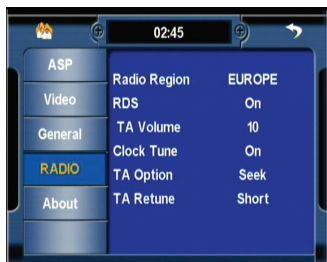 02:45
ASP
Video
General
RADIO
About
Radio Region EUROPE
RDS On
TA Volume 10
Clock Tune On
TA Option Seek
TA Retune Short